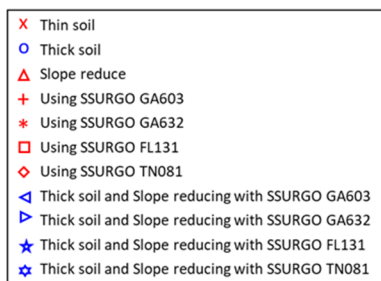 Thin soil
Thick soil
Slope reduce
Using SSURGO GA603
Using SSURGO GA632
Using SSURGO FL131
Using SSURGO TN081
Thick soil and Slope reducing with SSURGO GA603
Thick soil and Slope reducing with SSURGO GA632
Thick soil and Slope reducing with SSURGO FL131
Thick soil and Slope reducing with SSURGO TN081